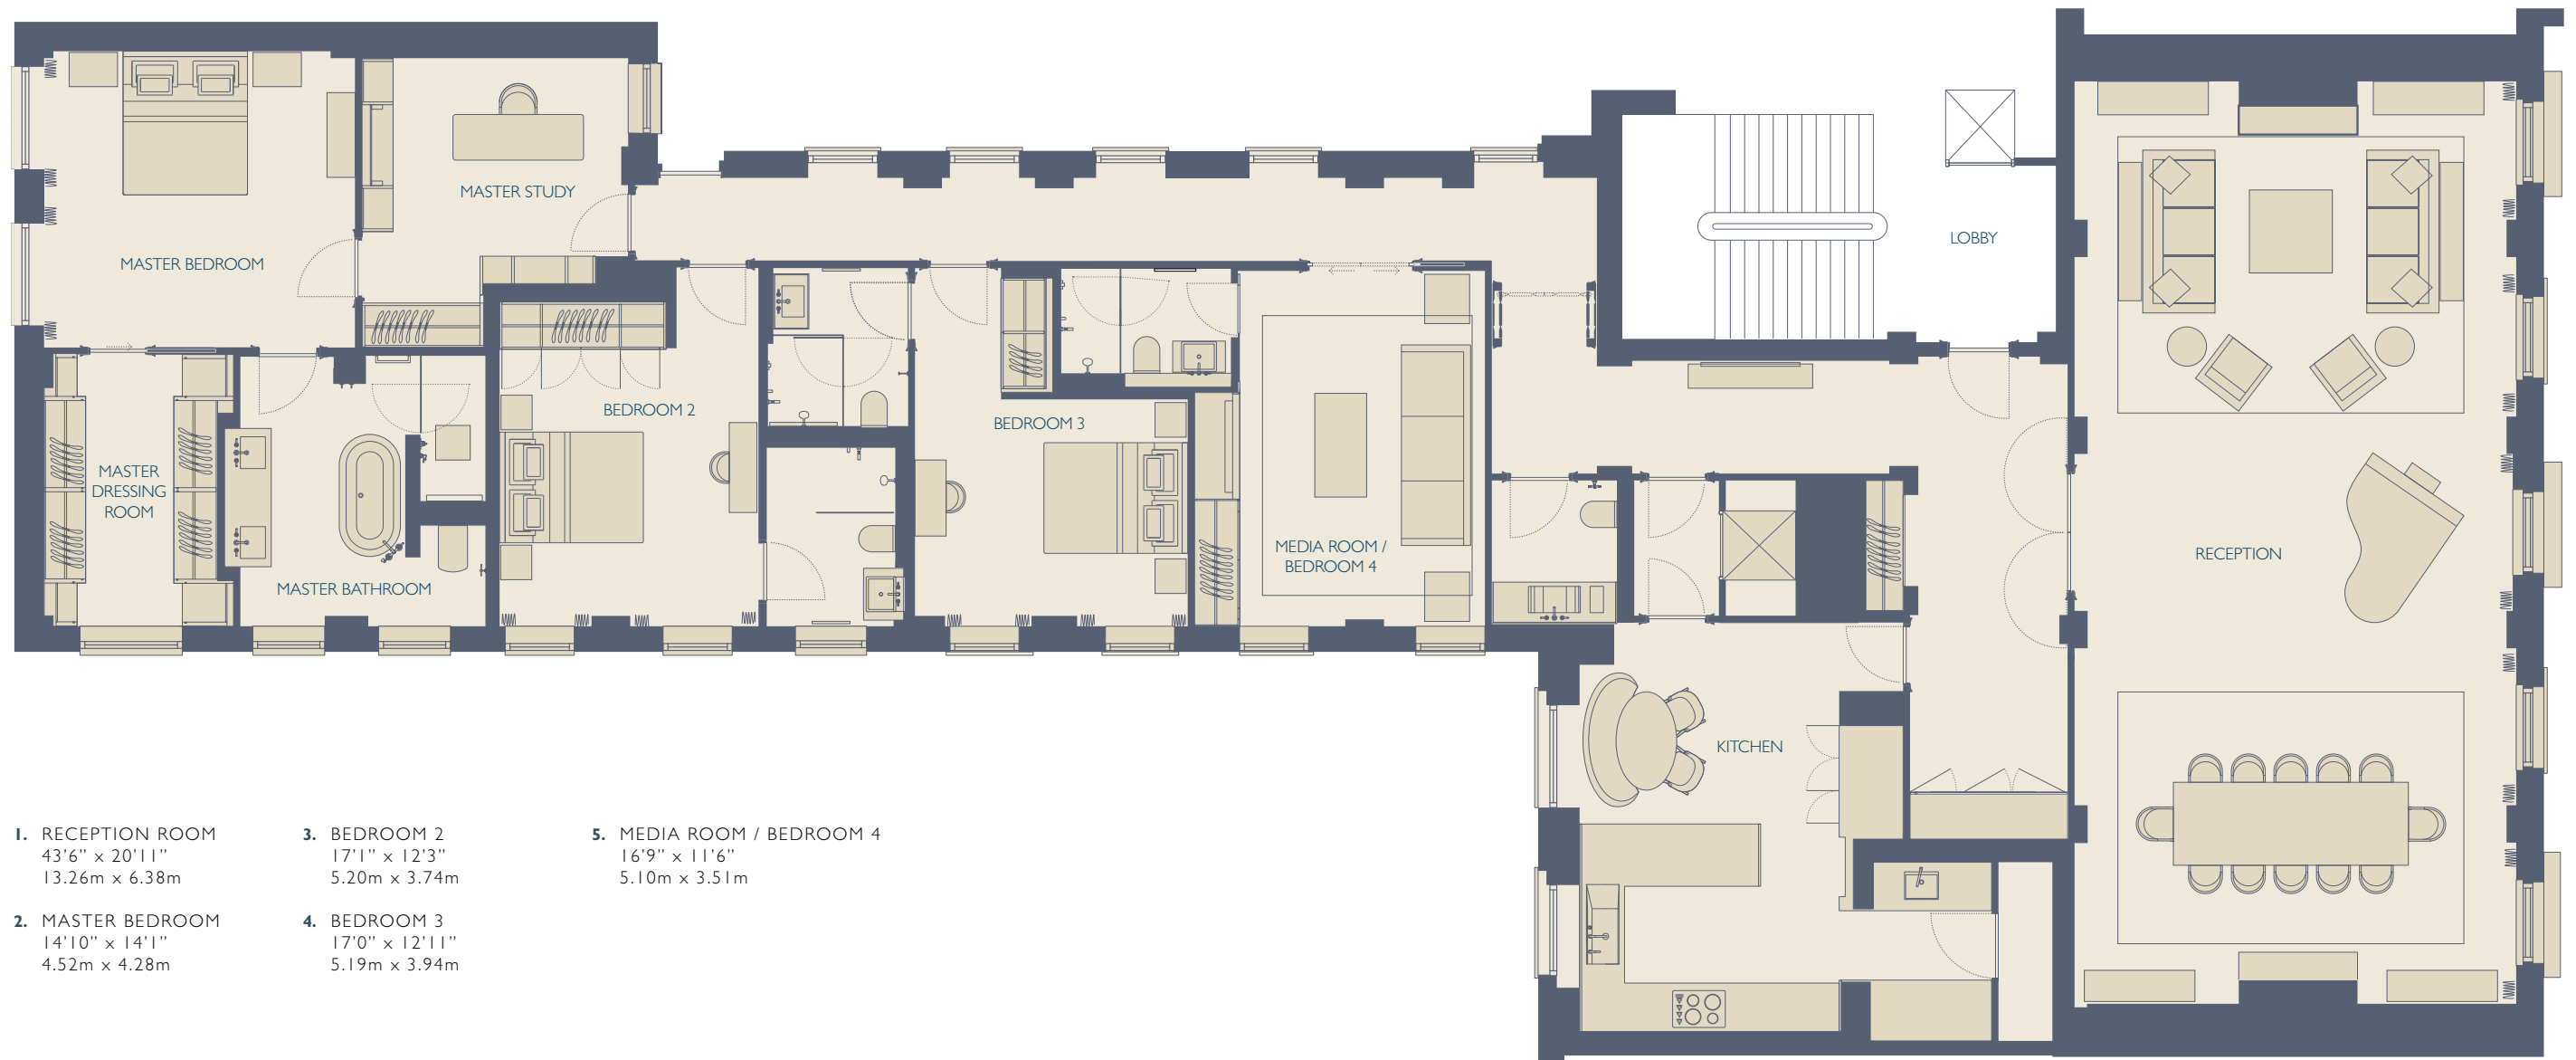 MASTER STUDY
LOBBY
MASTER BEDROOM
BEDROOM 2
BEDROOM 3
MASTER
DRESSING
ROOM
MEDIA ROOM /
BEDROOM 4
RECEPTION
MASTER BATHROOM
KITCHEN
1. RECEPTION ROOM
43'6" x 20'11"
13.26m x 6.38m
2. MASTER BEDROOM
14'10" x 14'1"
4.52m x 4.28m
3. BEDROOM 2
17'1" x 12'3"
5.20m x 3.74m
4. BEDROOM 3
17'0" x 12'11"
5.19m x 3.94m
5. MEDIA ROOM / BEDROOM 4
16'9" x 11'6"
5.10m x 3.51m